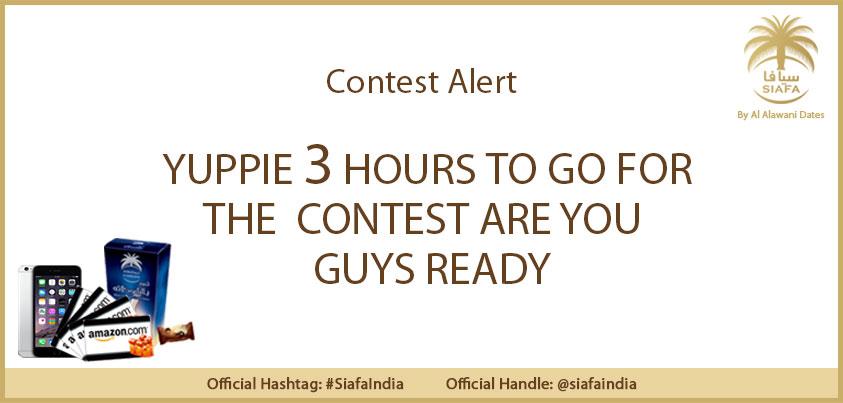 سيافا
SIAFA
By Al Alawani Dates
Contest Alert
YUPPIE 3 HOURS TO GO FOR
THE CONTEST ARE YOU
GUYS READY
amazon.com
Official Hashtag: #SiafaIndia Official Handle: @siafaindia